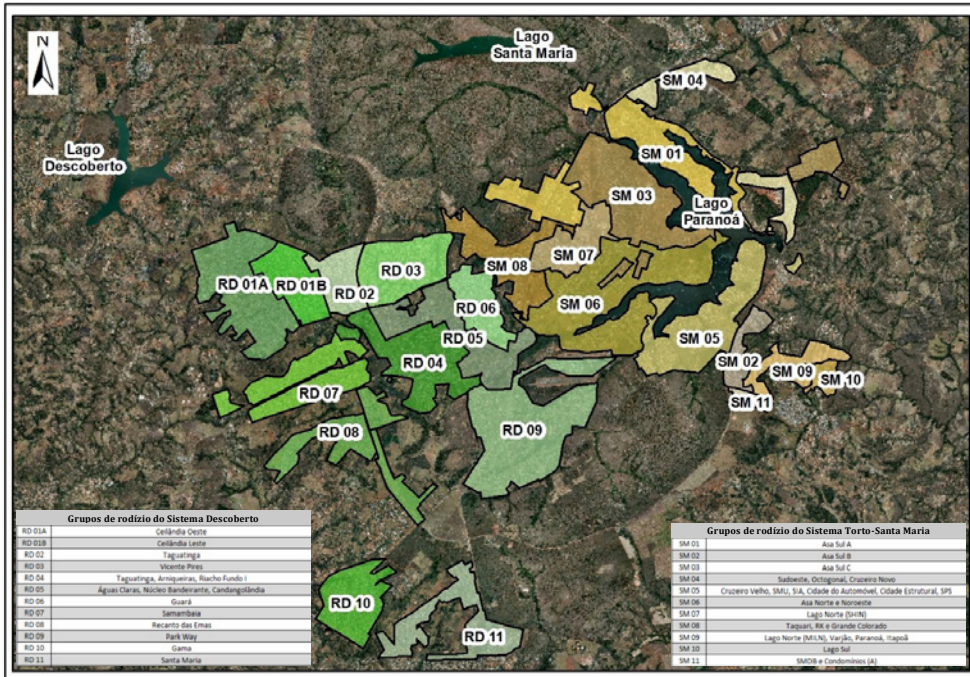 N
Lago
Santa Maria
SM 04
Lago
Descoberto
SM 01
SM 03
Lago
Paranoá
SM 07
RD 03
SM 08
RD 01A
RD 01B
RD 02
SM 06
RD 06
RD 05
SM 05
RD 04
SM 02
SM 09
SM 10
RD 07
SM 11
RD 08
RD 09
RD 10
RD 11
Grupos de rodízio do Sistema Descoberto
RD 01A Ceilândia Oeste
RD 01B Ceilândia Leste
RD 02 Taguatinga
RD 03 Vicente Pires
RD 04 Taguatinga, Arniqueiras, Riacho Fundo I
RD 05 Águas Claras, Núcleo Bandeirante, Candangolândia
RD 06 Guará
RD 07 Samambaia
RD 08 Recanto das Emas
RD 09 Park Way
RD 10 Gama
RD 11 Santa Maria
Grupos de rodízio do Sistema Torto-Santa Maria
SM 01 Asa Sul A
SM 02 Asa Sul B
SM 03 Asa Sul C
SM 04 Sudoeste, Octogonal, Cruzeiro Novo
SM 05 Cruzeiro Velho, SMU, SIA, Cidade do Automóvel, Cidade Estrutural, SPS
SM 06 Asa Norte e Noroeste
SM 07 Lago Norte (SHIN)
SM 08 Taquari, RK e Grande Colorado
SM 09 Lago Norte (MILN), Varjão, Paranoá, Itapoã
SM 10 Lago Sul
SM 11 SMDB e Condomínios (A)